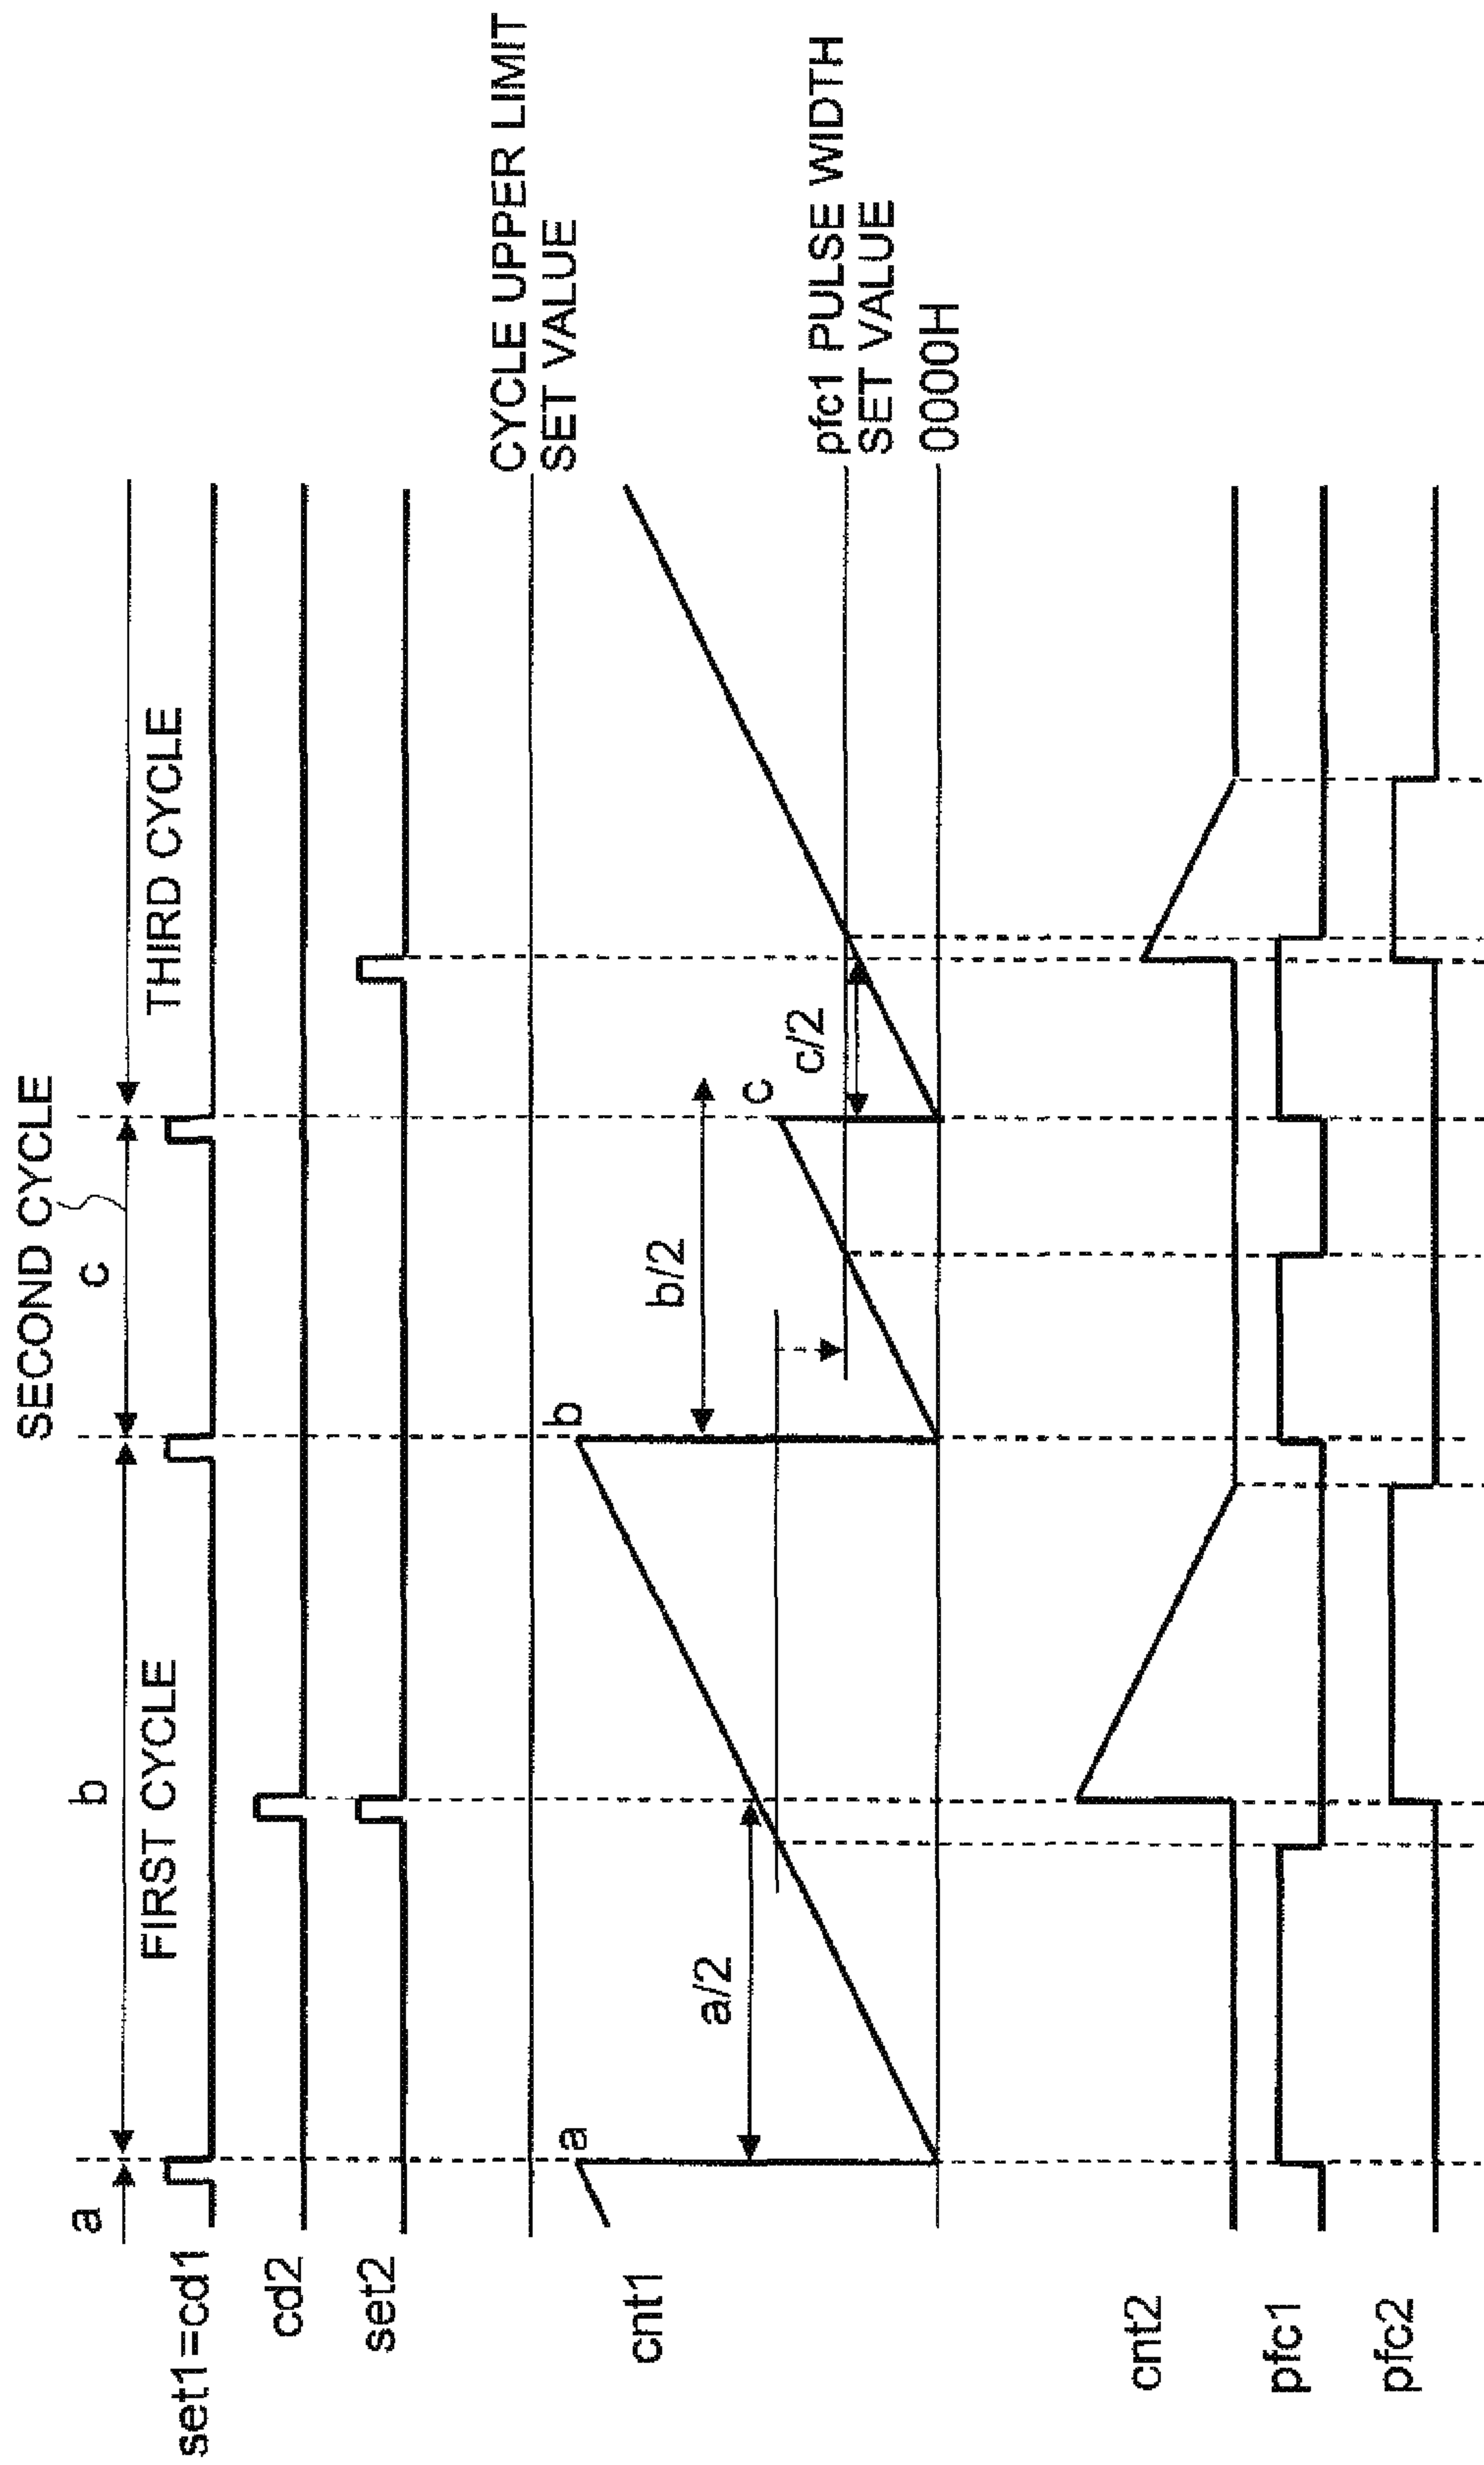 SECOND CYCLE
a
b
c
FIRST CYCLE
THIRD CYCLE
set1=cd1
cd2
set2
CYCLE UPPER LIMIT
SET VALUE
a
b
cnt1
b/2
a/2
c
c/2
pfc1 PULSE WIDTH
SET VALUE
0000H
cnt2
pfc1
pfc2